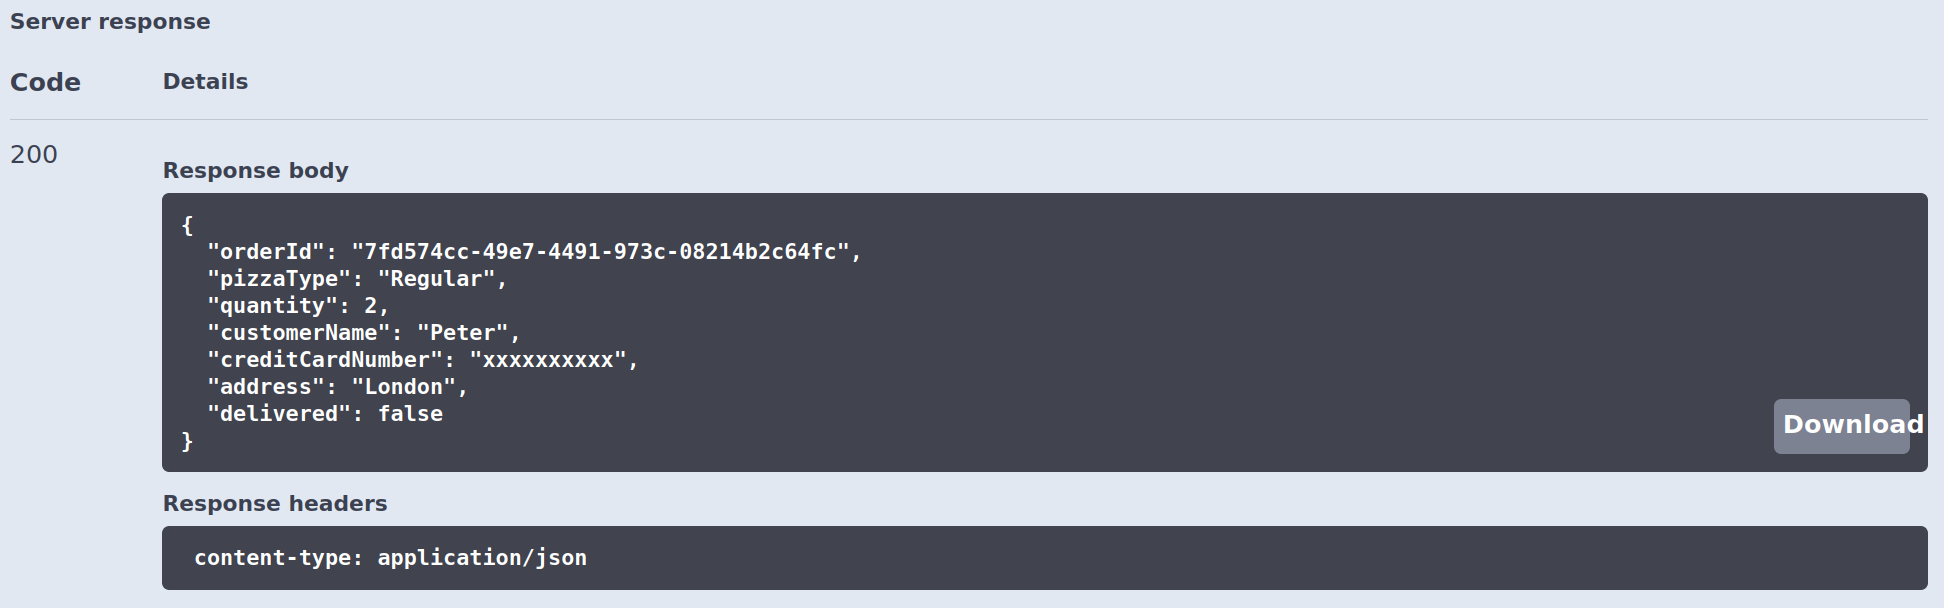 Server response
Code Details
200
Response body
{
  "orderId": "7fd574cc-49e7-4491-973c-08214b2c64fc",
  "pizzaType": "Regular",
  "quantity": 2,
  "customerName": "Peter",
  "creditCardNumber": "xxxxxxxxxx",
  "address": "London",
  "delivered": false
}
Download
Response headers
content-type: application/json